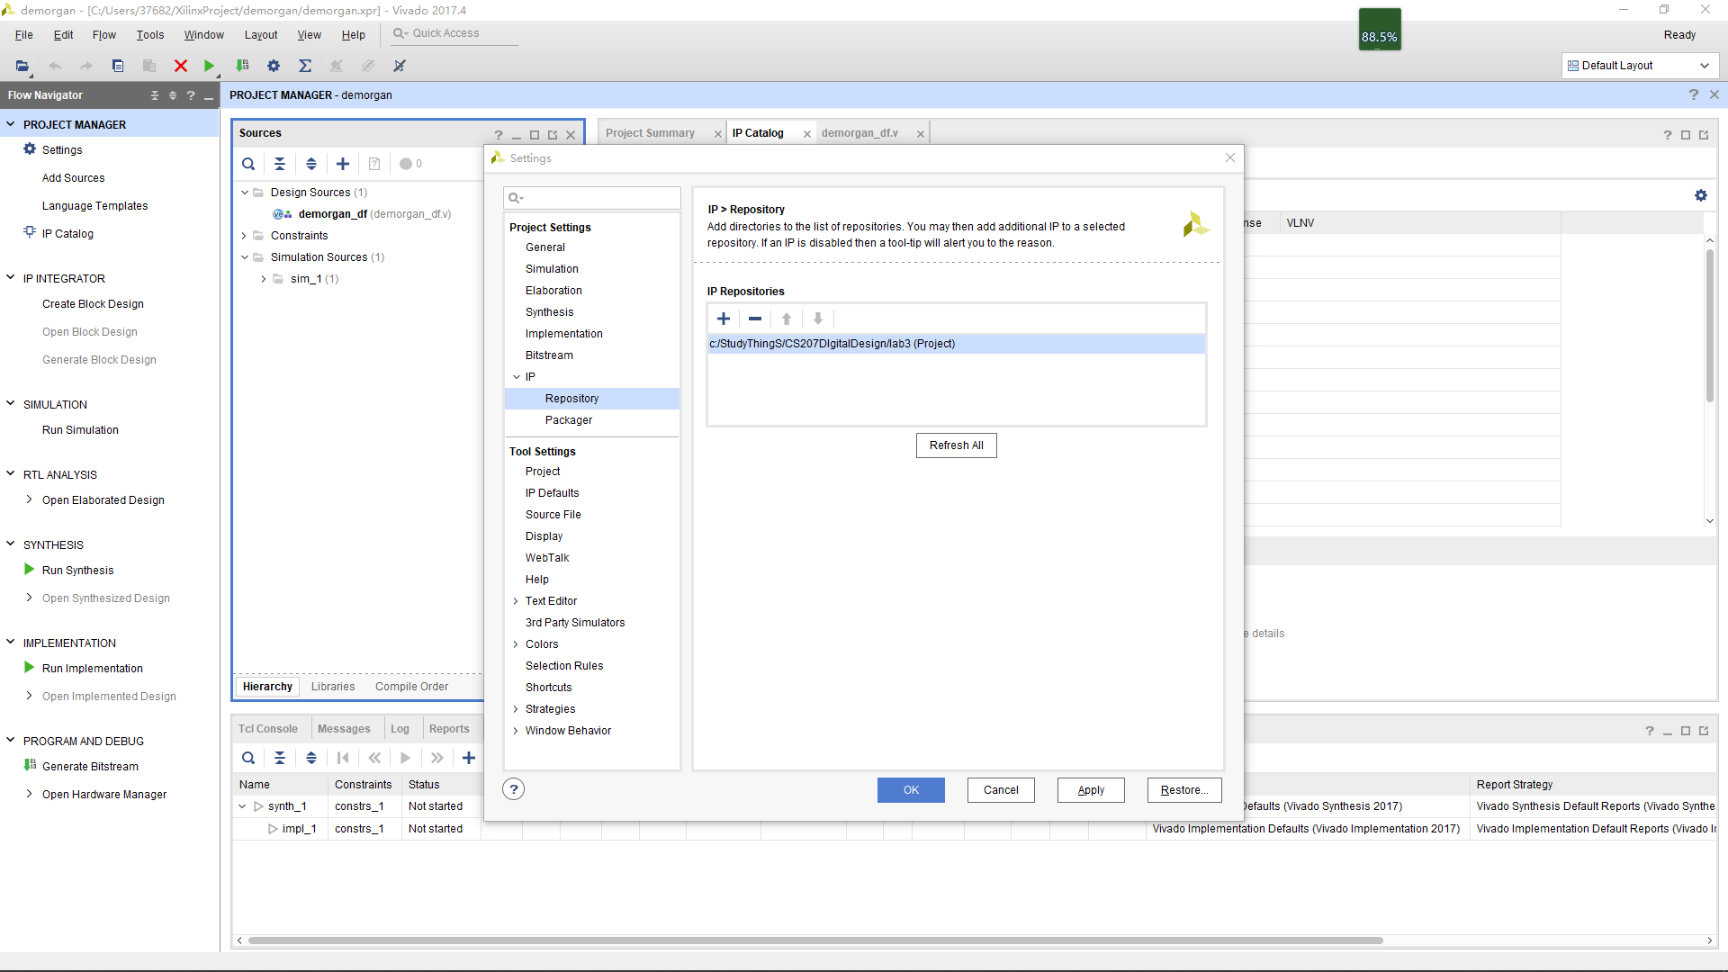 demorgan - [C:/Users/37682/XilinxProject/demorgan/demorgan.xpr] - Vivado 2017.4
File Edit Flow Tools Window Layout View Help Quick Access
88.5%
Ready
Default Layout
Flow Navigator
PROJECT MANAGER
Settings
Add Sources
Language Templates
IP Catalog
IP INTEGRATOR
Create Block Design
Open Block Design
Generate Block Design
SIMULATION
Run Simulation
RTL ANALYSIS
Open Elaborated Design
SYNTHESIS
Run Synthesis
Open Synthesized Design
IMPLEMENTATION
Run Implementation
Open Implemented Design
PROGRAM AND DEBUG
Generate Bitstream
Open Hardware Manager
PROJECT MANAGER - demorgan
Sources
0
Design Sources (1)
demorgan_df (demorgan_df.v)
Constraints
Simulation Sources (1)
sim_1 (1)
Hierarchy Libraries Compile Order
Project Summary IP Catalog demorgan_df.v
nse VLNV
e details
Settings
Project Settings
General
Simulation
Elaboration
Synthesis
Implementation
Bitstream
IP
Repository
Packager
Tool Settings
Project
IP Defaults
Source File
Display
WebTalk
Help
Text Editor
3rd Party Simulators
Colors
Selection Rules
Shortcuts
Strategies
Window Behavior
IP > Repository
Add directories to the list of repositories. You may then add additional IP to a selected
repository. If an IP is disabled then a tool-tip will alert you to the reason.
IP Repositories
c:/StudyThingS/CS207DIgitalDesign/lab3 (Project)
Refresh All
OK Cancel Apply Restore...
Tcl Console Messages Log Reports
Name Constraints Status Report Strategy
synth_1 constrs_1 Not started efaults (Vivado Synthesis 2017) Vivado Synthesis Default Reports (Vivado Synthe
impl_1 constrs_1 Not started Vivado Implementation Defaults (Vivado Implementation 2017) Vivado Implementation Default Reports (Vivado I